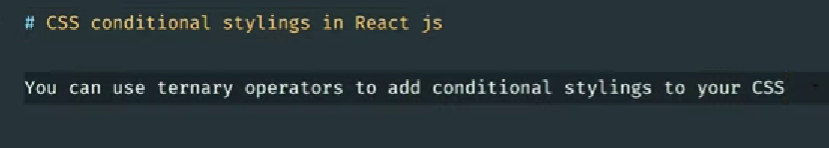 # CSS conditional stylings in React js
You can use ternary operators to add conditional stylings to your CSS